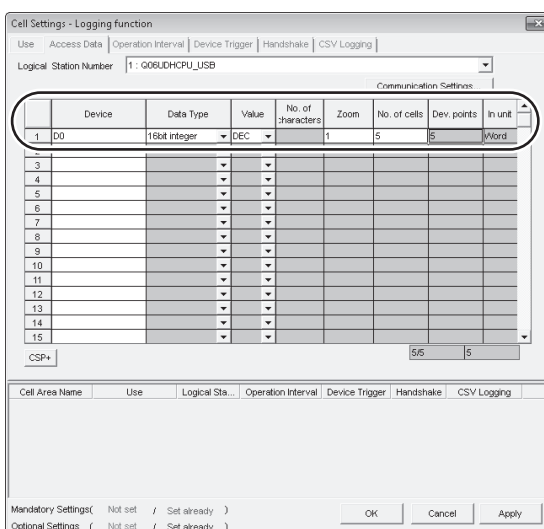 Cell Settings - Logging function
Use Access Data Operation Interval Device Trigger Handshake CSV Logging
Logical Station Number 1 : Q06UDHCPU_USB
Communication Settings...
Device Data Type Value No. of characters Zoom No. of cells Dev. points In unit
1 D0 16bit integer DEC 1 5 5 Word
3
4
5
6
7
8
9
10
11
12
13
14
15
CSP+ 5/5 5
Cell Area Name Use Logical Sta... Operation Interval Device Trigger Handshake CSV Logging
Mandatory Settings( Not set / Set already )
OK Cancel Apply
Optional Settings ( Not set / Set already )